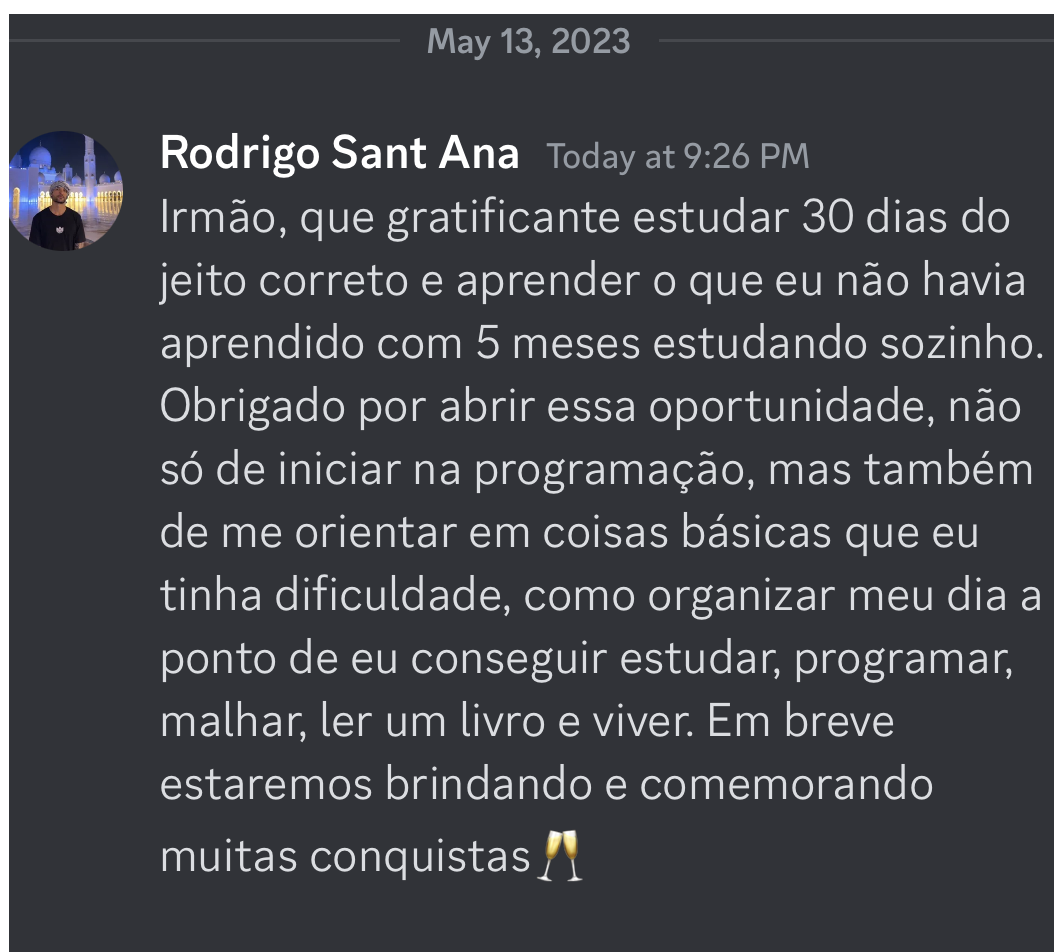 May 13, 2023
Rodrigo Sant Ana Today at 9:26 PM
Irmão, que gratificante estudar 30 dias do
jeito correto e aprender o que eu não havia
aprendido com 5 meses estudando sozinho.
Obrigado por abrir essa oportunidade, não
só de iniciar na programação, mas também
de me orientar em coisas básicas que eu
tinha dificuldade, como organizar meu dia a
ponto de eu conseguir estudar, programar,
malhar, ler um livro e viver. Em breve
estaremos brindando e comemorando
muitas conquistas🥂